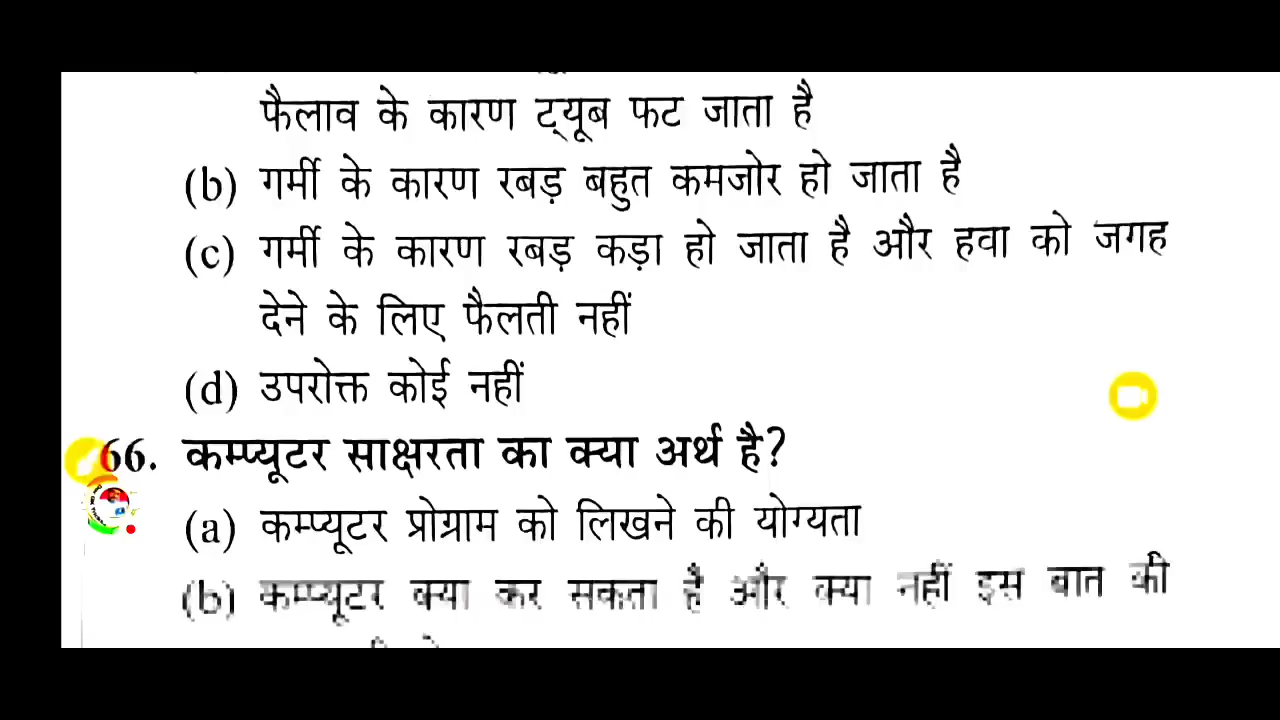 फैलाव के कारण ट्यूब फट जाता है
(b) गर्मी के कारण रबड़ बहुत कमजोर हो जाता है
(c) गर्मी के कारण रबड़ कड़ा हो जाता है और हवा को जगह
देने के लिए फैलती नहीं
(d) उपरोक्त कोई नहीं
66. कम्प्यूटर साक्षरता का क्या अर्थ है?
(a) कम्प्यूटर प्रोग्राम को लिखने की योग्यता
(b) कम्प्यूटर क्या कर सकता है और क्या नहीं इस बात की